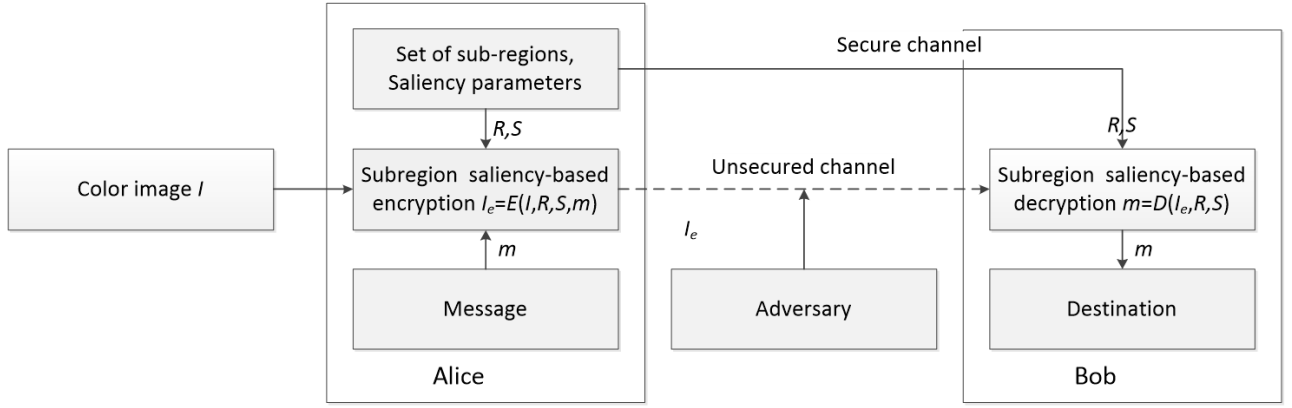 Set of sub-regions,
Saliency parameters
Secure channel
R,S
R,S
Color image I
Subregion saliency-based
encryption Iₑ=E(I,R,S,m)
Unsecured channel
Subregion saliency-based
decryption m=D(Iₑ,R,S)
Iₑ
m
m
Message
Adversary
Destination
Alice
Bob